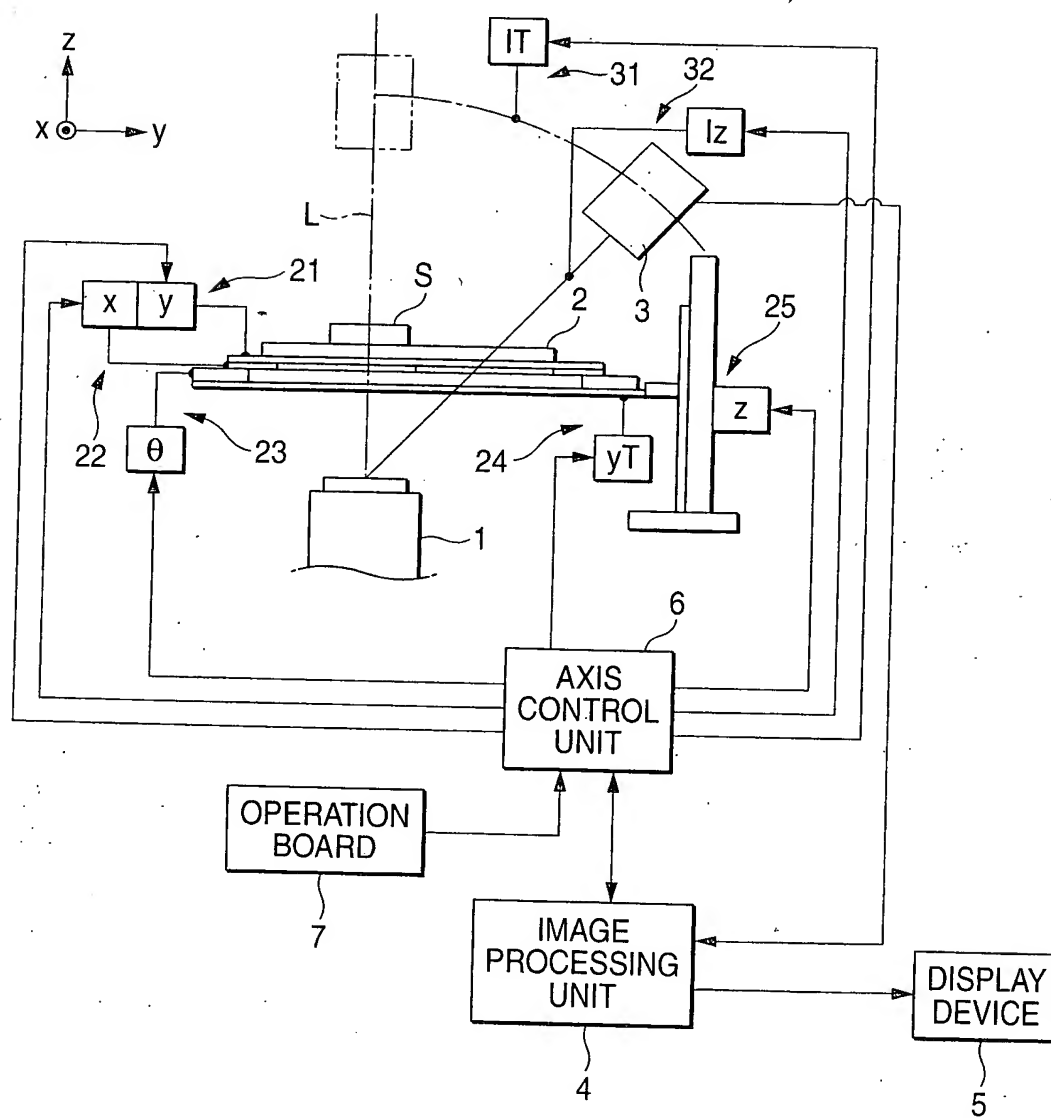 z
x
y
IT
31
32
Iz
L
21
x
y
S
2
3
25
z
22
θ
23
24
yT
1
6
AXIS
CONTROL
UNIT
OPERATION
BOARD
7
IMAGE
PROCESSING
UNIT
4
DISPLAY
DEVICE
5